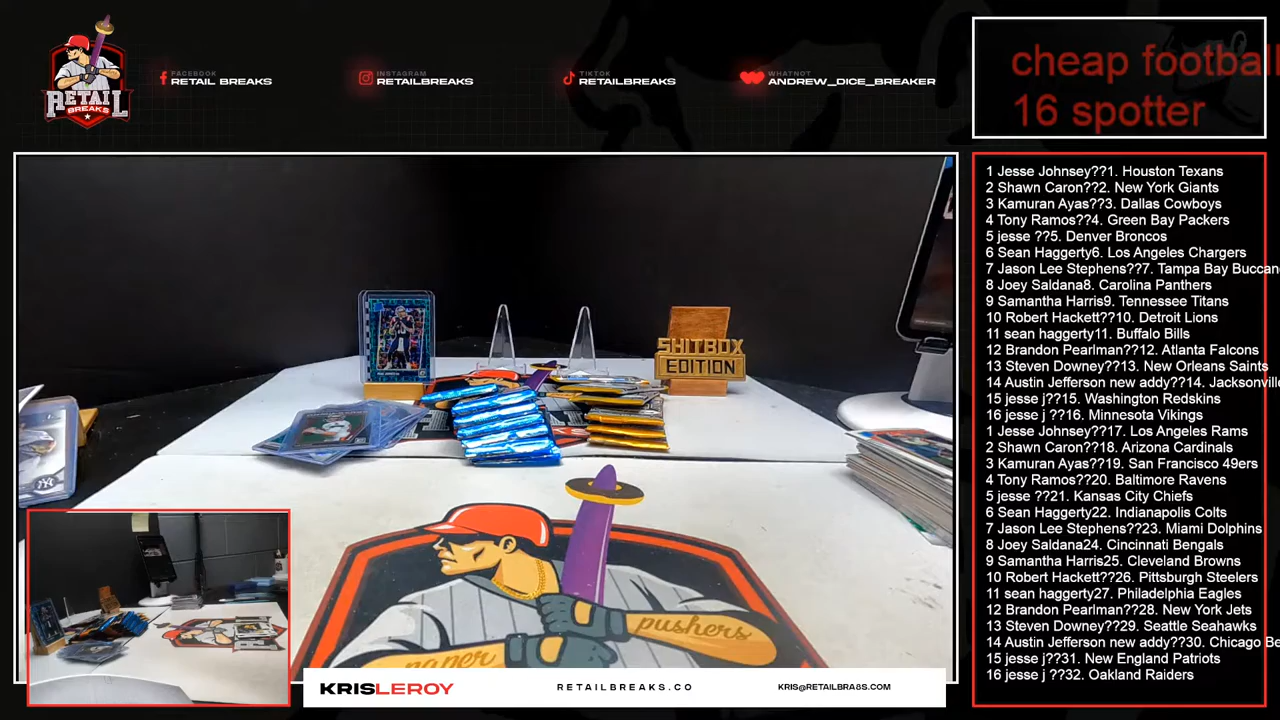 RETAIL
BREAKS
FACEBOOK
RETAIL BREAKS
INSTAGRAM
RETAILBREAKS
TIKTOK
RETAILBREAKS
WHATNOT
ANDREW_DICE_BREAKER
cheap football
16 spotter
1 Jesse Johnsey??1. Houston Texans
2 Shawn Caron??2. New York Giants
3 Kamuran Ayas??3. Dallas Cowboys
4 Tony Ramos??4. Green Bay Packers
5 jesse ??5. Denver Broncos
6 Sean Haggerty6. Los Angeles Chargers
7 Jason Lee Stephens??7. Tampa Bay Buccan
8 Joey Saldana8. Carolina Panthers
9 Samantha Harris9. Tennessee Titans
10 Robert Hackett??10. Detroit Lions
11 sean haggerty11. Buffalo Bills
12 Brandon Pearlman??12. Atlanta Falcons
13 Steven Downey??13. New Orleans Saints
14 Austin Jefferson new addy??14. Jacksonvill
15 jesse j??15. Washington Redskins
16 jesse j ??16. Minnesota Vikings
1 Jesse Johnsey??17. Los Angeles Rams
2 Shawn Caron??18. Arizona Cardinals
3 Kamuran Ayas??19. San Francisco 49ers
4 Tony Ramos??20. Baltimore Ravens
5 jesse ??21. Kansas City Chiefs
6 Sean Haggerty22. Indianapolis Colts
7 Jason Lee Stephens??23. Miami Dolphins
8 Joey Saldana24. Cincinnati Bengals
9 Samantha Harris25. Cleveland Browns
10 Robert Hackett??26. Pittsburgh Steelers
11 sean haggerty27. Philadelphia Eagles
12 Brandon Pearlman??28. New York Jets
13 Steven Downey??29. Seattle Seahawks
14 Austin Jefferson new addy??30. Chicago Be
15 jesse j??31. New England Patriots
16 jesse j ??32. Oakland Raiders
SHITBOX
EDITION
pushers
paper
KRISLEROY
RETAILBREAKS.CO
KRIS@RETAILBRA8S.COM